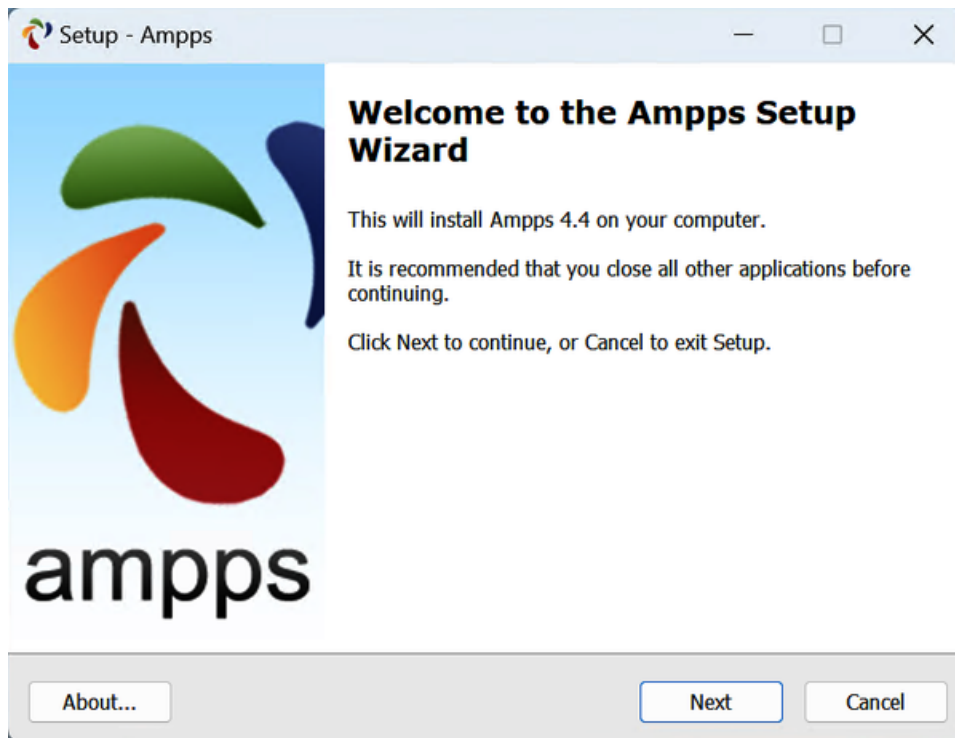 Setup - Ampps
Welcome to the Ampps Setup
Wizard
This will install Ampps 4.4 on your computer.
It is recommended that you close all other applications before
continuing.
Click Next to continue, or Cancel to exit Setup.
ampps
About...
Next
Cancel